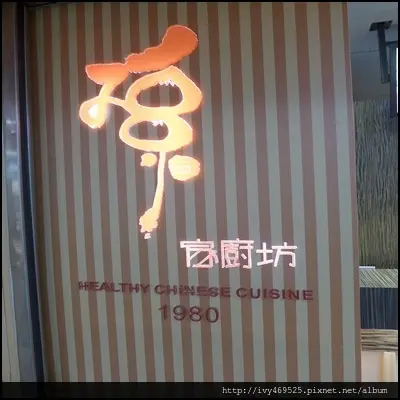 家廚坊
HEALTHY CHINESE CUISINE
1980
http://ivy469525.pixnet.net/album